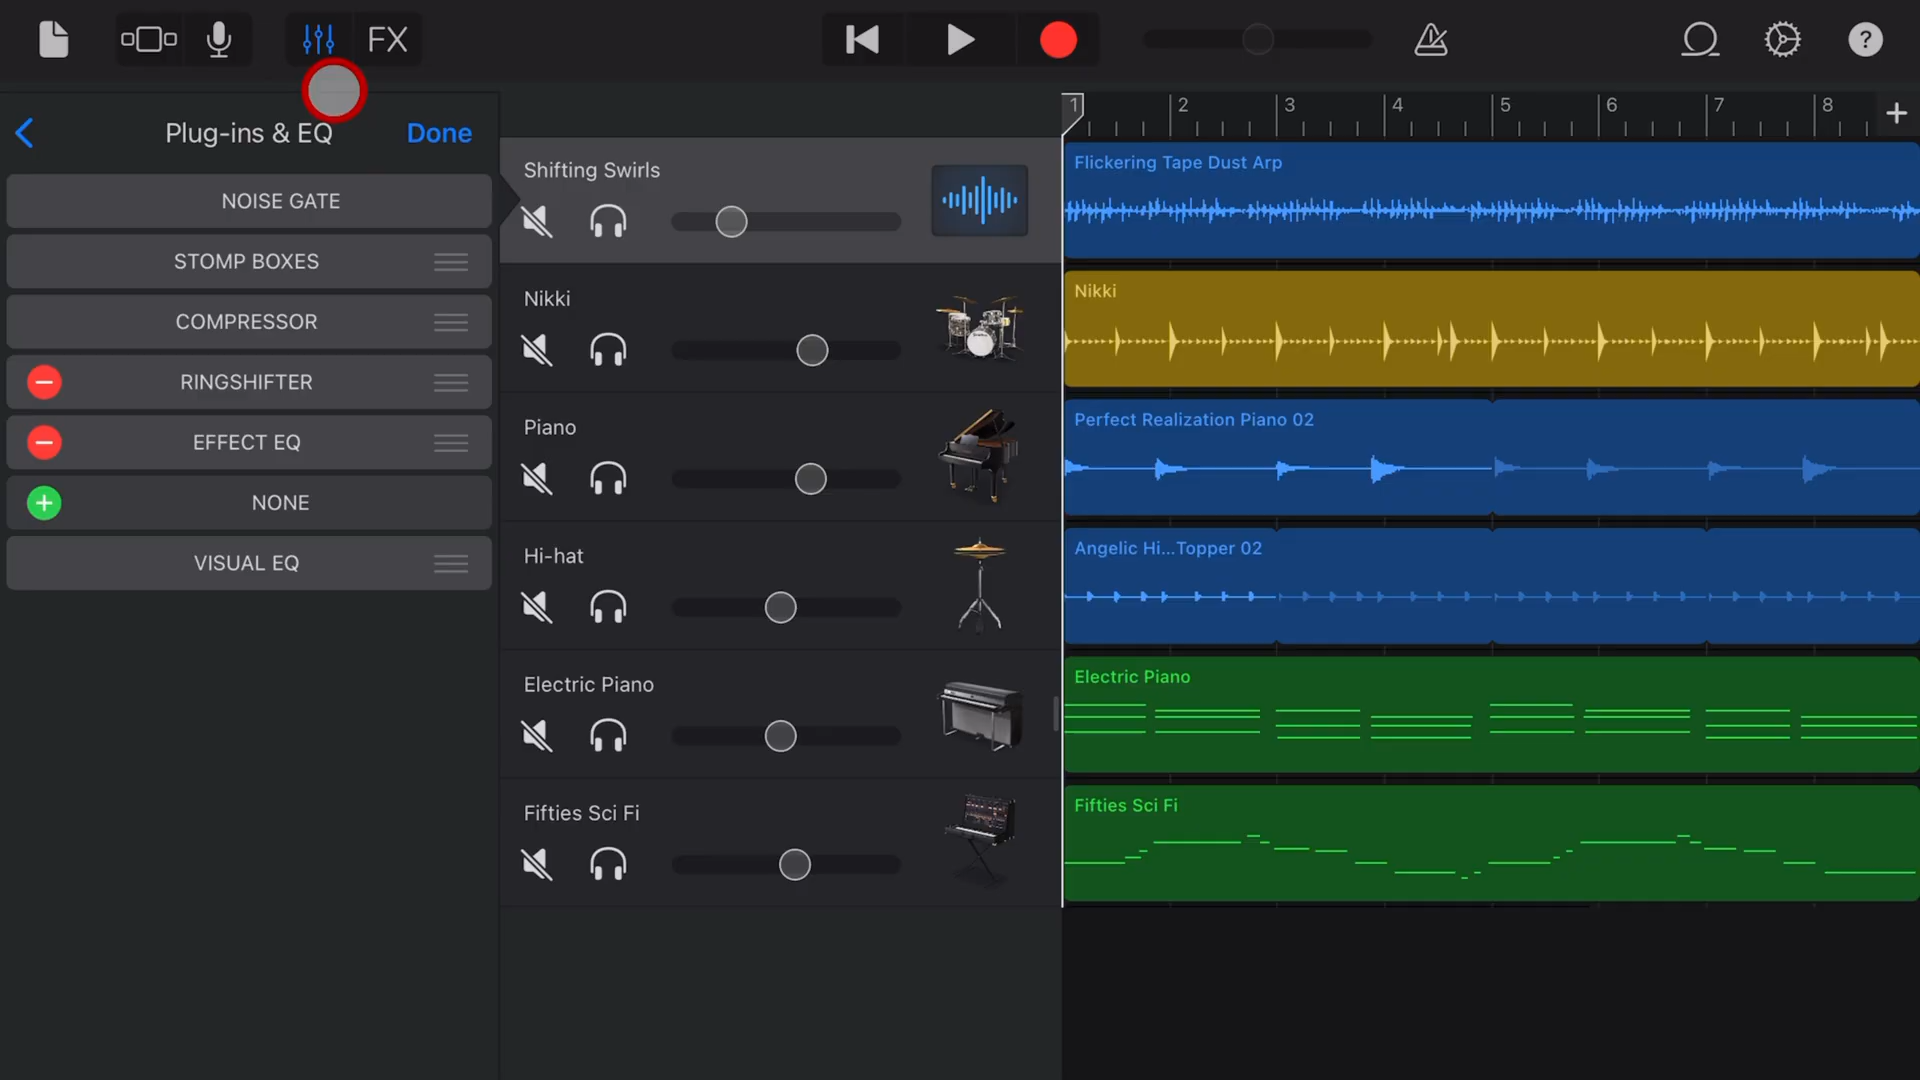 FX
?
Plug-ins & EQ
Done
NOISE GATE
STOMP BOXES
COMPRESSOR
RINGSHIFTER
EFFECT EQ
NONE
VISUAL EQ
Shifting Swirls
Nikki
Piano
Hi-hat
Electric Piano
Fifties Sci Fi
1 2 3 4 5 6 7 8 +
Flickering Tape Dust Arp
Nikki
Perfect Realization Piano 02
Angelic Hi...Topper 02
Electric Piano
Fifties Sci Fi